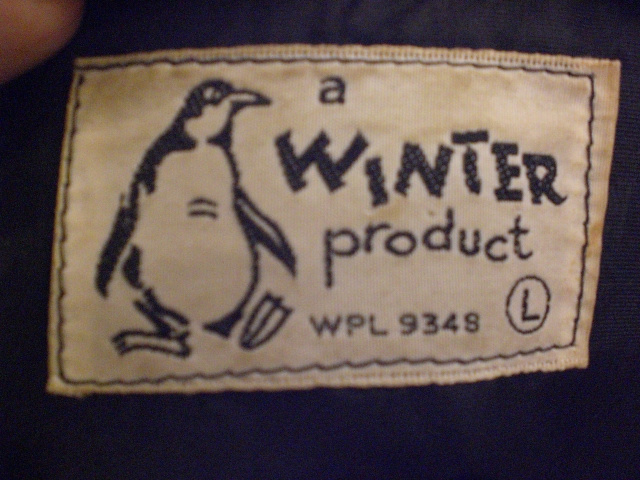 a
WINTER
product
WPL 9348
L